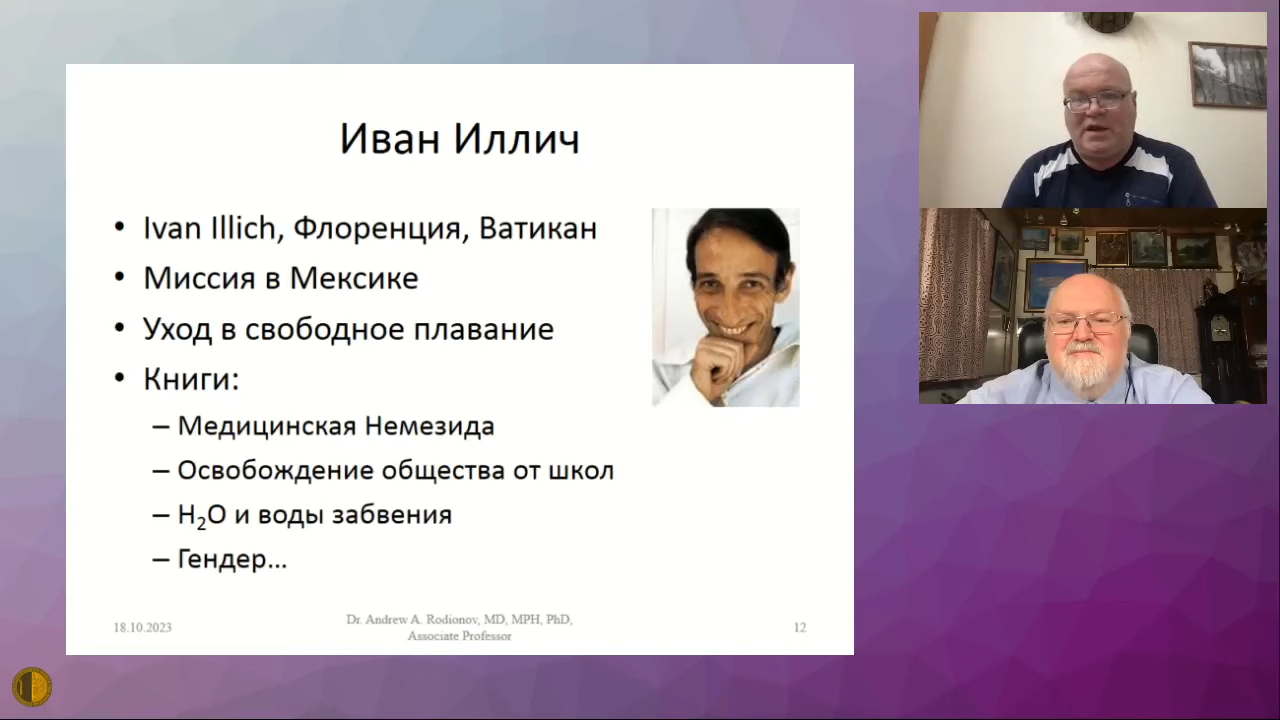 Иван Иллич
• Ivan Illich, Флоренция, Ватикан
• Миссия в Мексике
• Уход в свободное плавание
• Книги:
– Медицинская Немезида
– Освобождение общества от школ
– H₂O и воды забвения
– Гендер...
18.10.2023
Dr. Andrew A. Rodionov, MD, MPH, PhD,
Associate Professor
12